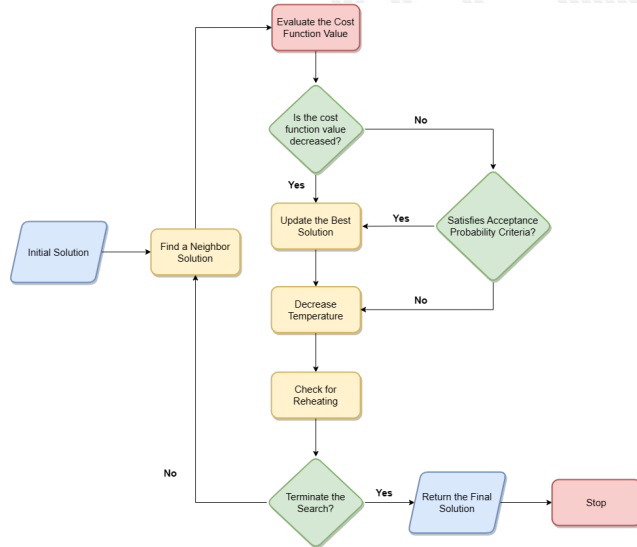 Evaluate the Cost
Function Value
Is the cost
function value
decreased?
No
Yes
Update the Best
Solution
Yes
Satisfies Acceptance
Probability Criteria?
Initial Solution
Find a Neighbor
Solution
Decrease
Temperature
No
Check for
Reheating
No
Terminate the
Search?
Yes
Return the Final
Solution
Stop